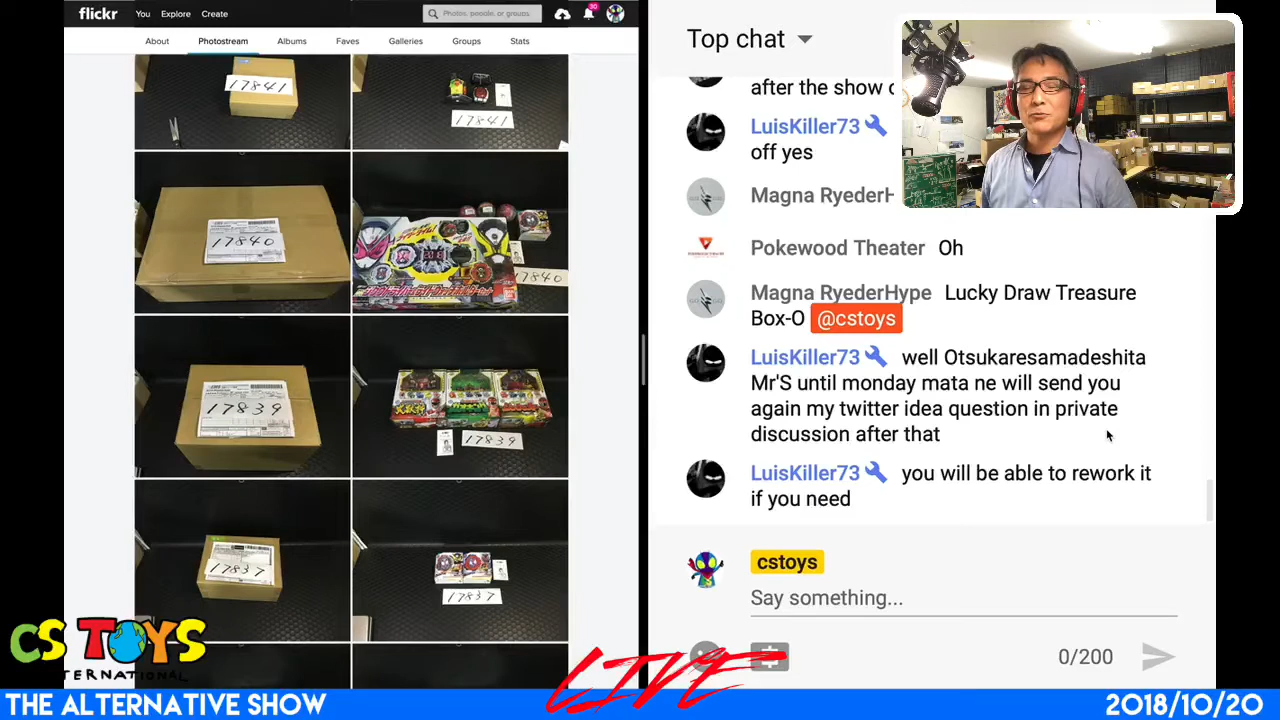 flickr
You
Explore
Create
Photos, people, or groups
30
About
Photostream
Albums
Faves
Galleries
Groups
Stats
17841
17841
17840
17840
17839
17839
17837
17837
Top chat
after the show
LuisKiller73
off yes
Magna RyederH
Pokewood Theater Oh
Magna RyederHype Lucky Draw Treasure
Box-O @cstoys
LuisKiller73 well Otsukaresamadeshita
Mr'S until monday mata ne will send you
again my twitter idea question in private
discussion after that
LuisKiller73 you will be able to rework it
if you need
cstoys
Say something...
0/200
CS TOYS
TERNATIONAL
LIVE
THE ALTERNATIVE SHOW
2018/10/20